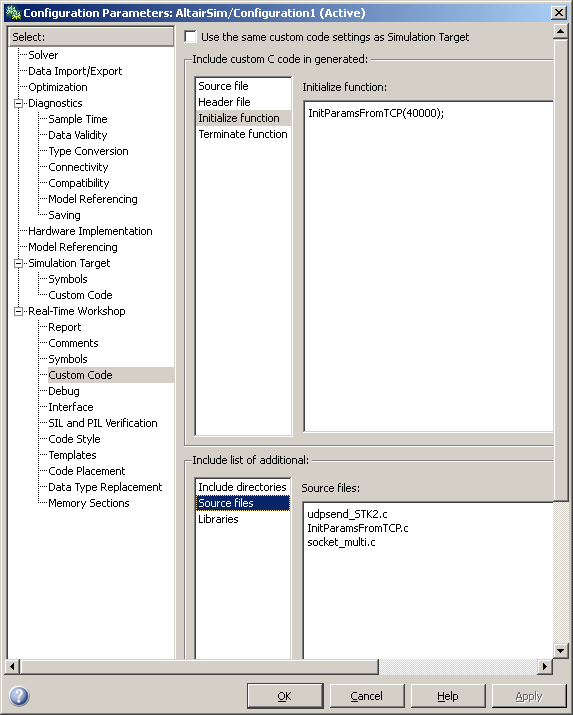 Configuration Parameters: AltairSim/Configuration1 (Active)
Select:
Solver
Data Import/Export
Optimization
Diagnostics
Sample Time
Data Validity
Type Conversion
Connectivity
Compatibility
Model Referencing
Saving
Hardware Implementation
Model Referencing
Simulation Target
Symbols
Custom Code
Real-Time Workshop
Report
Comments
Symbols
Custom Code
Debug
Interface
SIL and PIL Verification
Code Style
Templates
Code Placement
Data Type Replacement
Memory Sections
Use the same custom code settings as Simulation Target
Include custom C code in generated:
Source file
Header file
Initialize function
Terminate function
Initialize function:
InitParamsFromTCP(40000);
Include list of additional:
Include directories
Source files
Libraries
Source files:
udpsend_STK2.c
InitParamsFromTCP.c
socket_multi.c
OK
Cancel
Help
Apply